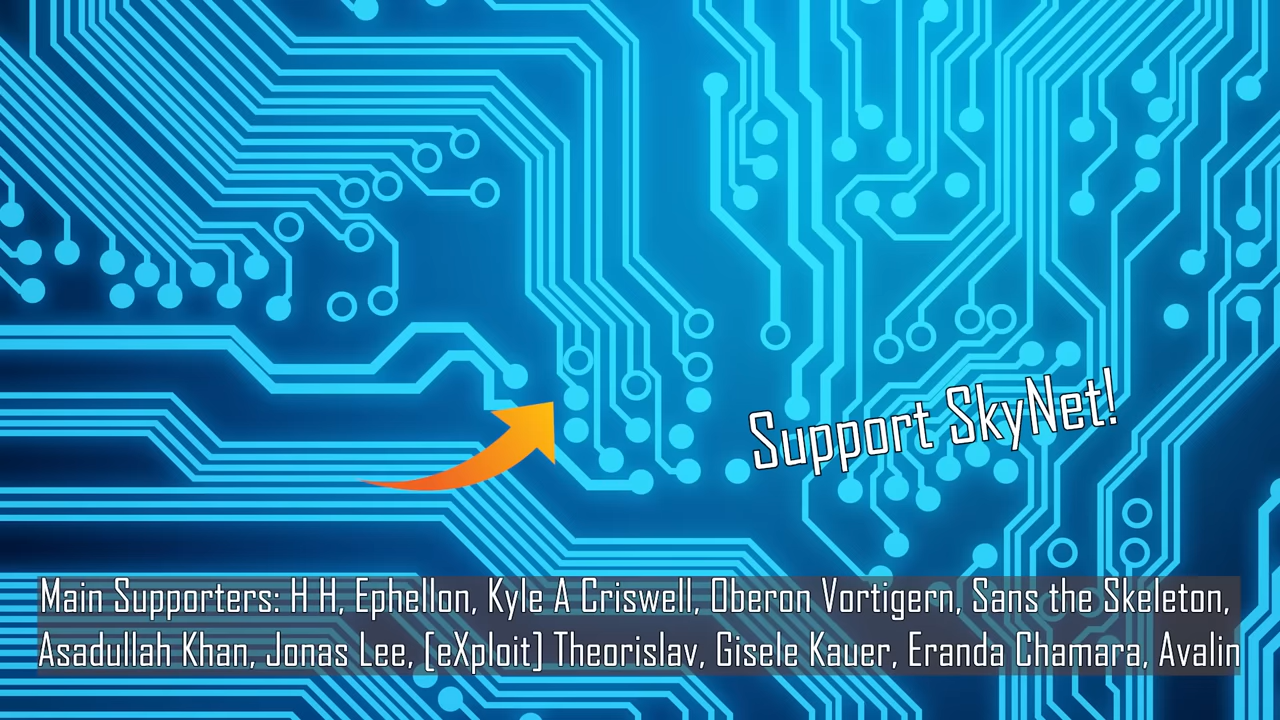 Support SkyNet!
Main Supporters: H H, Ephellon, Kyle A Criswell, Oberon Vortigern, Sans the Skeleton,
Asadullah Khan, Jonas Lee, [eXploit] Theorislav, Gisele Kauer, Eranda Chamara, Avalin